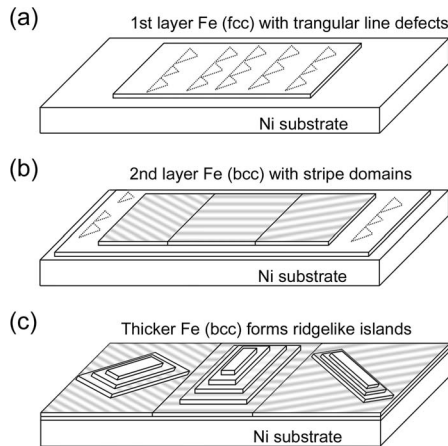 (a)
1st layer Fe (fcc) with trangular line defects
Ni substrate
(b)
2nd layer Fe (bcc) with stripe domains
Ni substrate
(c)
Thicker Fe (bcc) forms ridgelike islands
Ni substrate